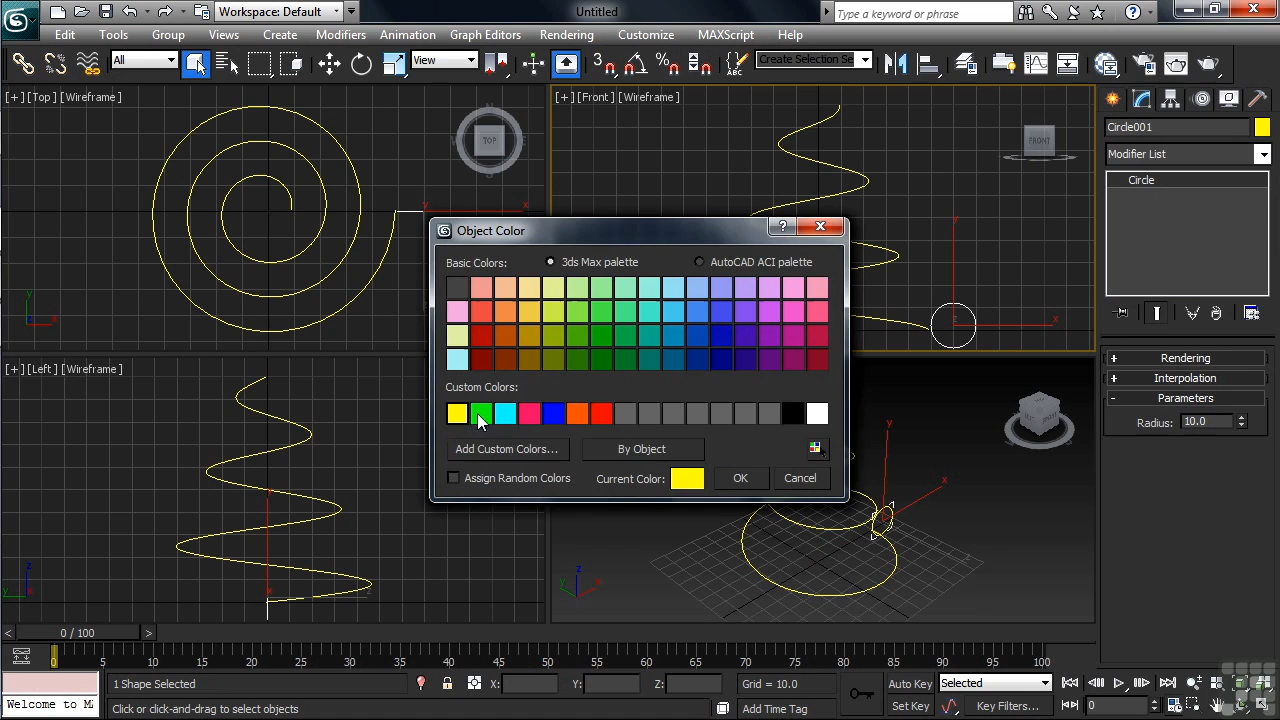 Workspace: Default
Untitled
Type a keyword or phrase
Edit Tools Group Views Create Modifiers Animation Graph Editors Rendering Customize MAXScript Help
All
View
3
%
Create Selection Se
[+] [Top] [Wireframe]
TOP
[+] [Front] [Wireframe]
FRONT
Circle001
Modifier List
Circle
Object Color
?
Basic Colors:
3ds Max palette
AutoCAD ACI palette
Custom Colors:
Add Custom Colors...
By Object
Assign Random Colors
Current Color:
OK
Cancel
[+] [Left] [Wireframe]
+ Rendering
+ Interpolation
- Parameters
Radius: 10.0
y
x
z
< 0 / 100 >
0 5 10 15 20 25 30 35 40 45 50 55 60 65 70 75 80 85 90 95 100
1 Shape Selected
X:
Y:
Z:
Grid = 10.0
Auto Key
Selected
Welcome to M
Click or click-and-drag to select objects
Add Time Tag
Set Key
Key Filters...
0